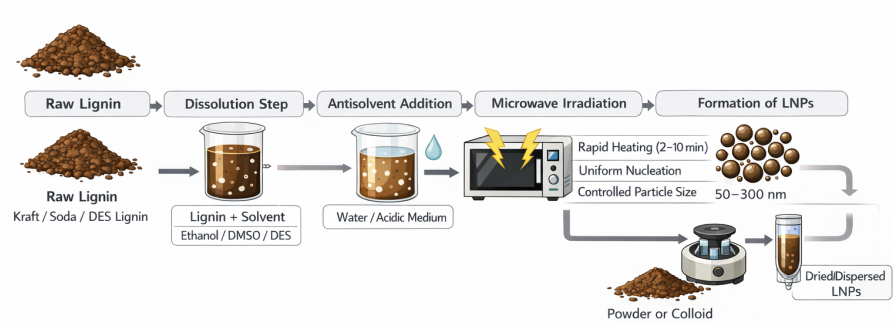 Raw Lignin
Dissolution Step
Antisolvent Addition
Microwave Irradiation
Formation of LNPs
Raw Lignin
Kraft / Soda / DES Lignin
Lignin + Solvent
Ethanol / DMSO / DES
Water / Acidic Medium
Rapid Heating (2–10 min)
Uniform Nucleation
Controlled Particle Size
50–300 nm
Powder or Colloid
Dried/Dispersed
LNPs